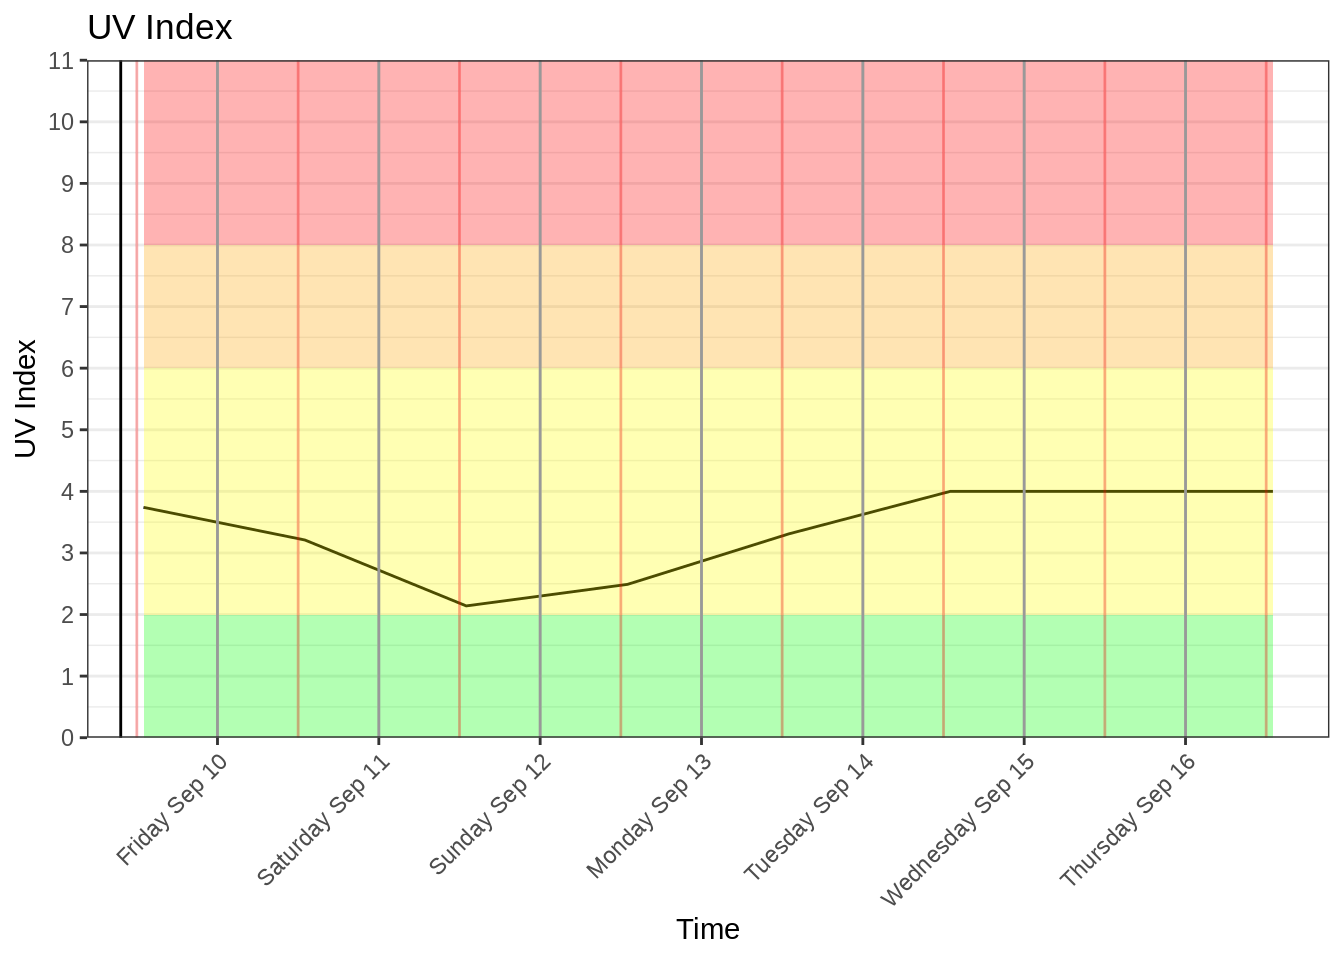 UV Index
11
10
9
8
7
6
5
4
3
2
1
0
UV Index
Friday Sep 10
Saturday Sep 11
Sunday Sep 12
Monday Sep 13
Tuesday Sep 14
Wednesday Sep 15
Thursday Sep 16
Time